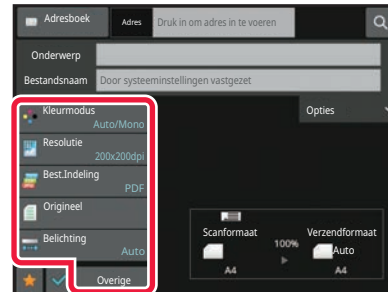 Adresboek
Adres
Druk in om adres in te voeren
Onderwerp
Bestandsnaam
Door systeeminstellingen vastgezet
Kleurmodus
Auto/Mono
Opties
Resolutie
200x200dpi
Best.Indeling
PDF
Origineel
Belichting
Auto
Scanformaat
100%
Verzendformaat
Auto
A4
A4
Overige